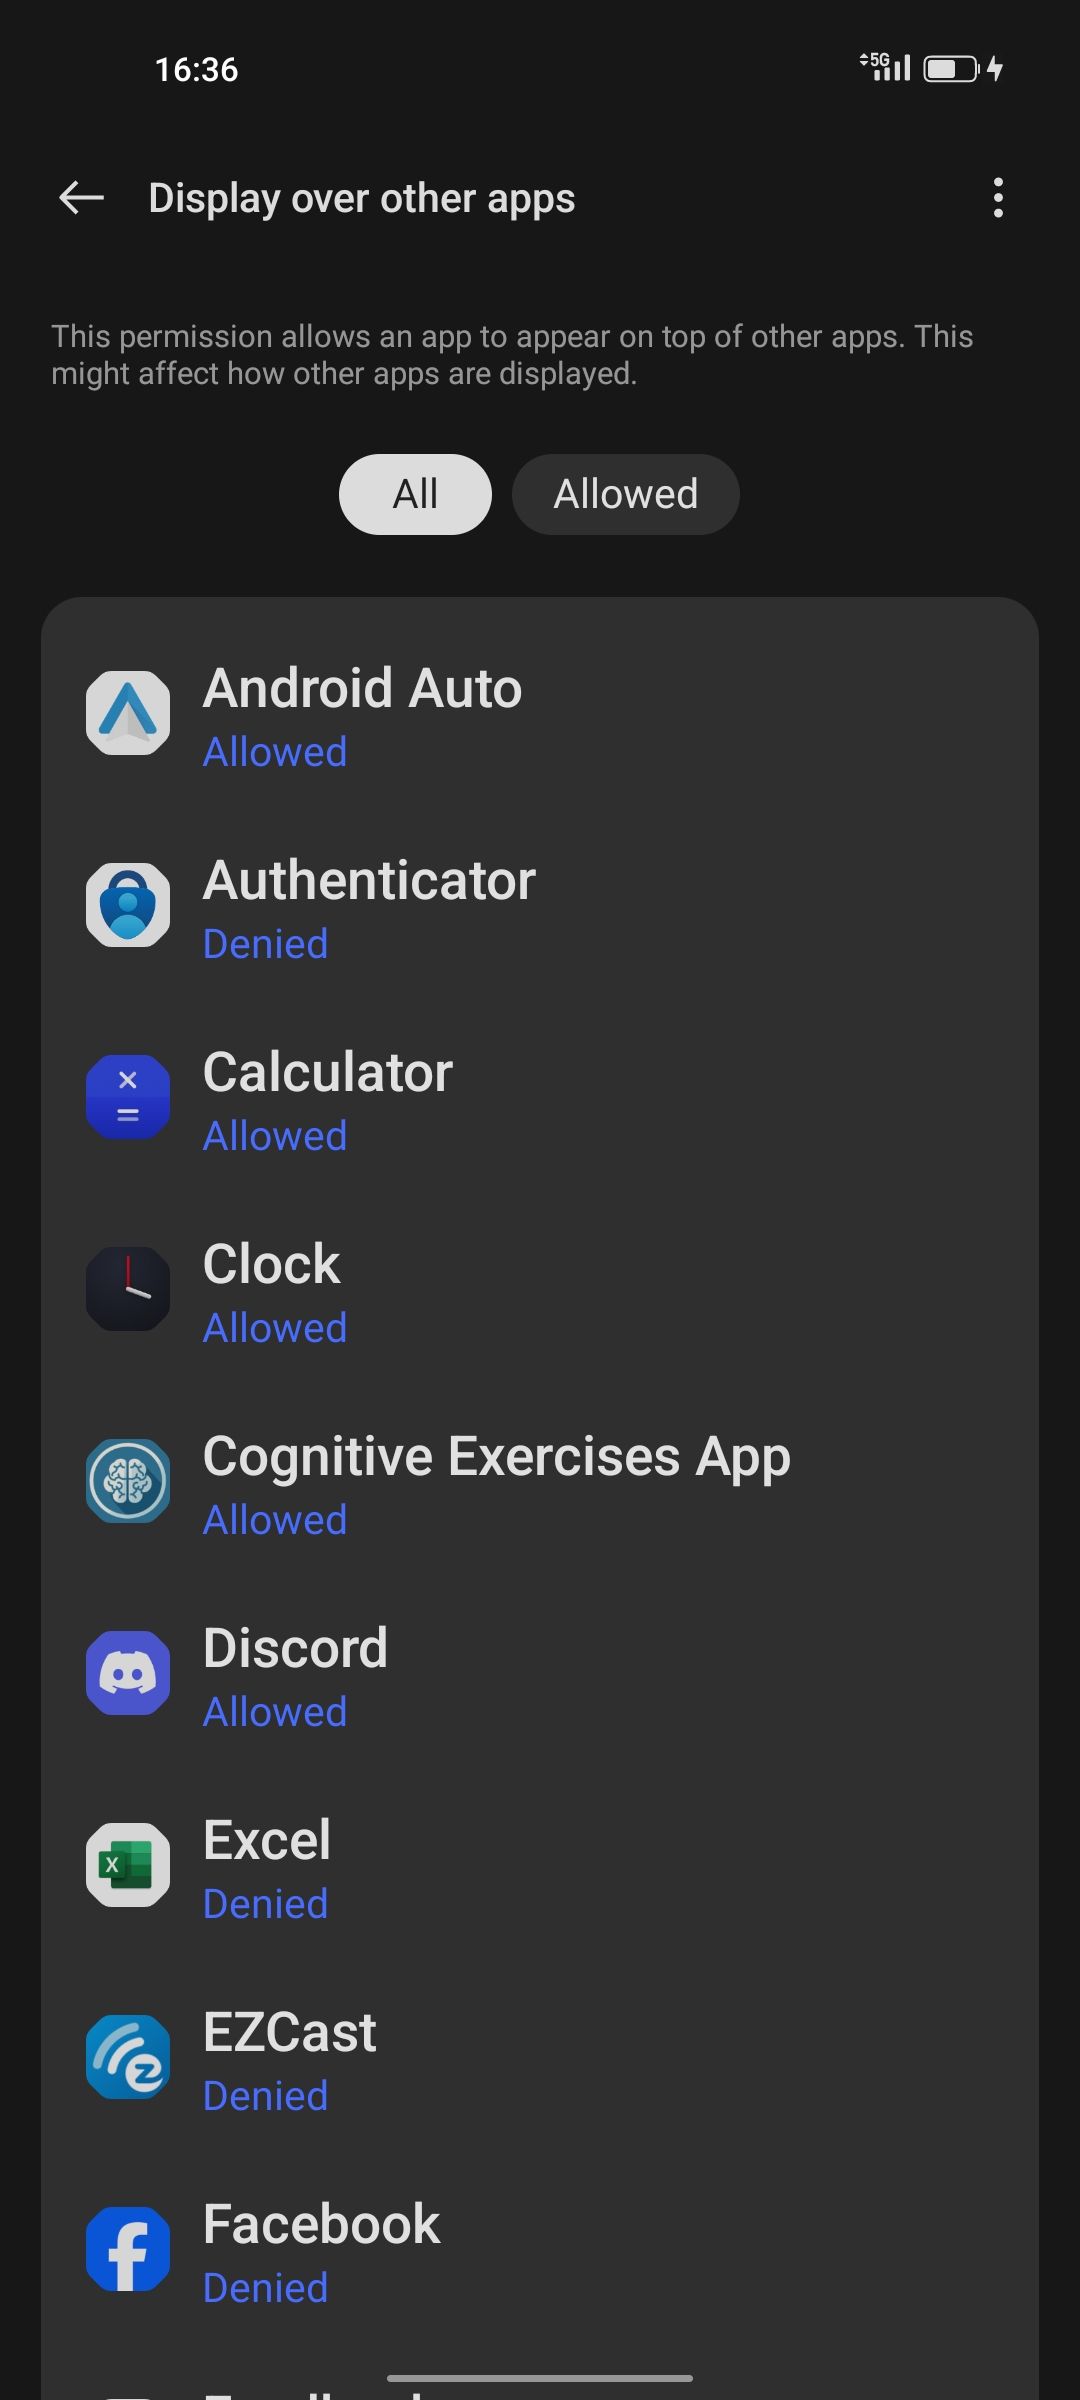 16:36
5G
Display over other apps
This permission allows an app to appear on top of other apps. This
might affect how other apps are displayed.
All Allowed
Android Auto
Allowed
Authenticator
Denied
Calculator
Allowed
Clock
Allowed
Cognitive Exercises App
Allowed
Discord
Allowed
Excel
Denied
EZCast
Denied
Facebook
Denied